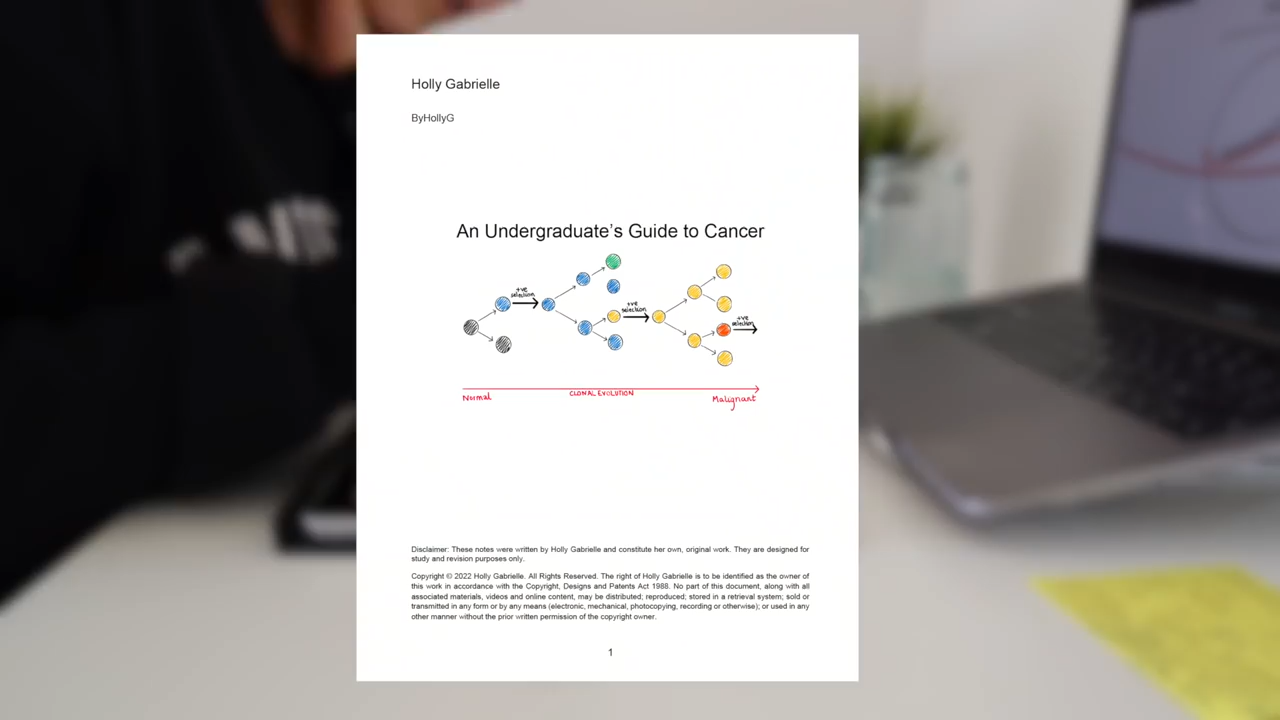 Holly Gabrielle
ByHollyG
An Undergraduate's Guide to Cancer
+ve
selection
+ve
selection
+ve
selection
Normal
CLONAL EVOLUTION
Malignant
Disclaimer: These notes were written by Holly Gabrielle and constitute her own, original work. They are designed for
study and revision purposes only.
Copyright © 2022 Holly Gabrielle. All Rights Reserved. The right of Holly Gabrielle is to be identified as the owner of
this work in accordance with the Copyright, Designs and Patents Act 1988. No part of this document, along with all
associated materials, videos and online content, may be distributed; reproduced; stored in a retrieval system; sold or
transmitted in any form or by any means (electronic, mechanical, photocopying, recording or otherwise); or used in any
other manner without the prior written permission of the copyright owner.
1